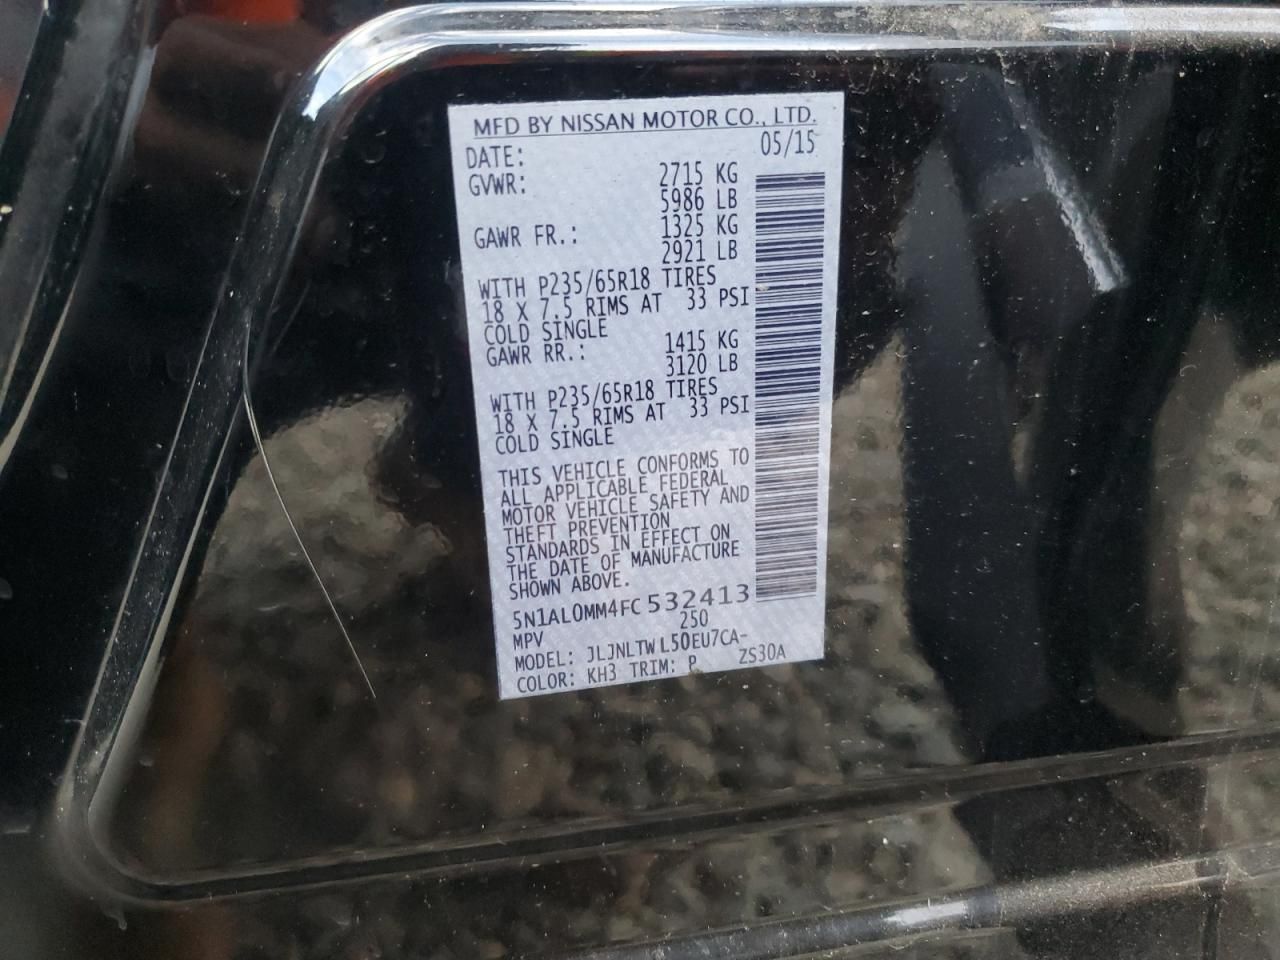 MFD BY NISSAN MOTOR CO., LTD.
DATE: 05/15
GVWR: 2715 KG
5986 LB
GAWR FR.: 1325 KG
2921 LB
WITH P235/65R18 TIRES
18 X 7.5 RIMS AT 33 PSI
COLD SINGLE
GAWR RR.: 1415 KG
3120 LB
WITH P235/65R18 TIRES
18 X 7.5 RIMS AT 33 PSI
COLD SINGLE
THIS VEHICLE CONFORMS TO
ALL APPLICABLE FEDERAL
MOTOR VEHICLE SAFETY AND
THEFT PREVENTION
STANDARDS IN EFFECT ON
THE DATE OF MANUFACTURE
SHOWN ABOVE.
5N1AL0MM4FC532413
MPV 250
MODEL: JLJNLTWL50EU7CA-
COLOR: KH3 TRIM: P ZS30A